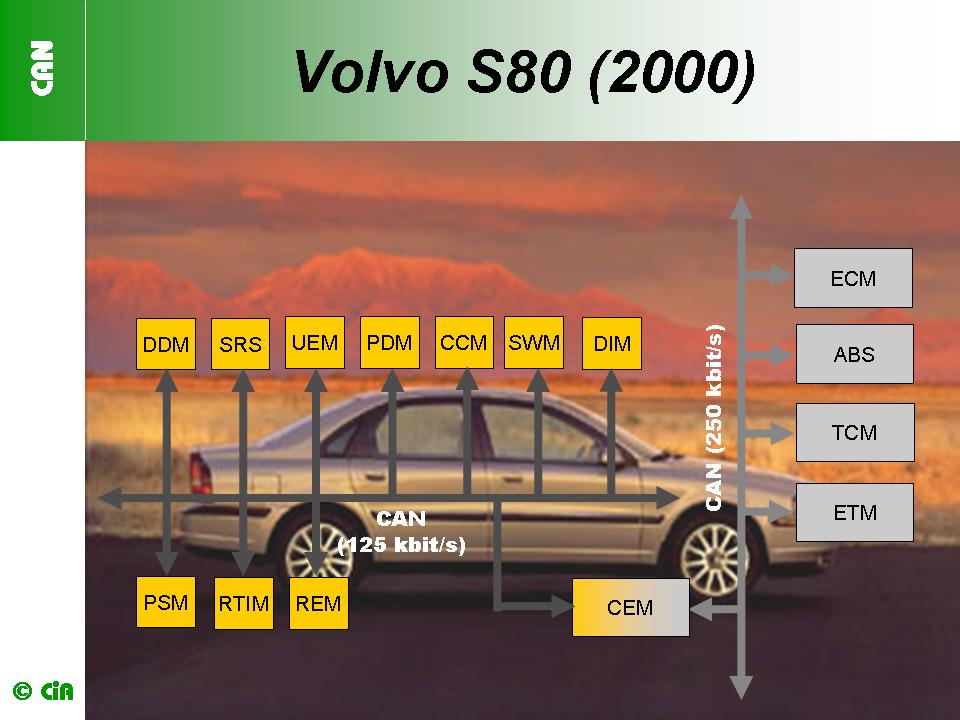 CAN
Volvo S80 (2000)
DDM
SRS
UEM
PDM
CCM
SWM
DIM
CAN
(125 kbit/s)
PSM
RTIM
REM
CEM
CAN (250 kbit/s)
ECM
ABS
TCM
ETM
© CiA